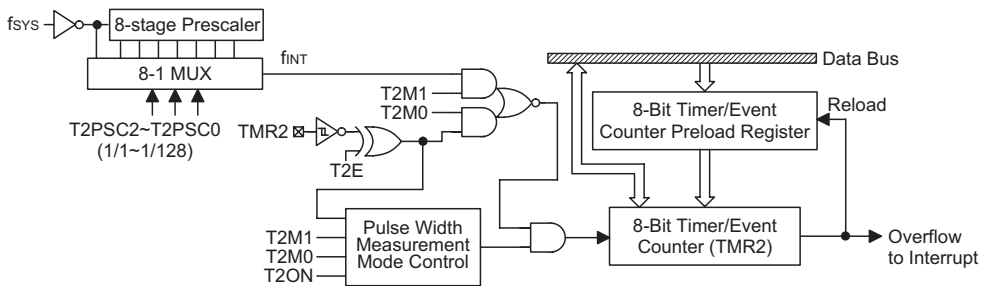 fSYS
8-stage Prescaler
8-1 MUX
fINT
T2PSC2~T2PSC0
(1/1~1/128)
T2M1
T2M0
TMR2
T2E
Data Bus
8-Bit Timer/Event
Counter Preload Register
Reload
T2M1
T2M0
T2ON
Pulse Width
Measurement
Mode Control
8-Bit Timer/Event
Counter (TMR2)
Overflow
to Interrupt